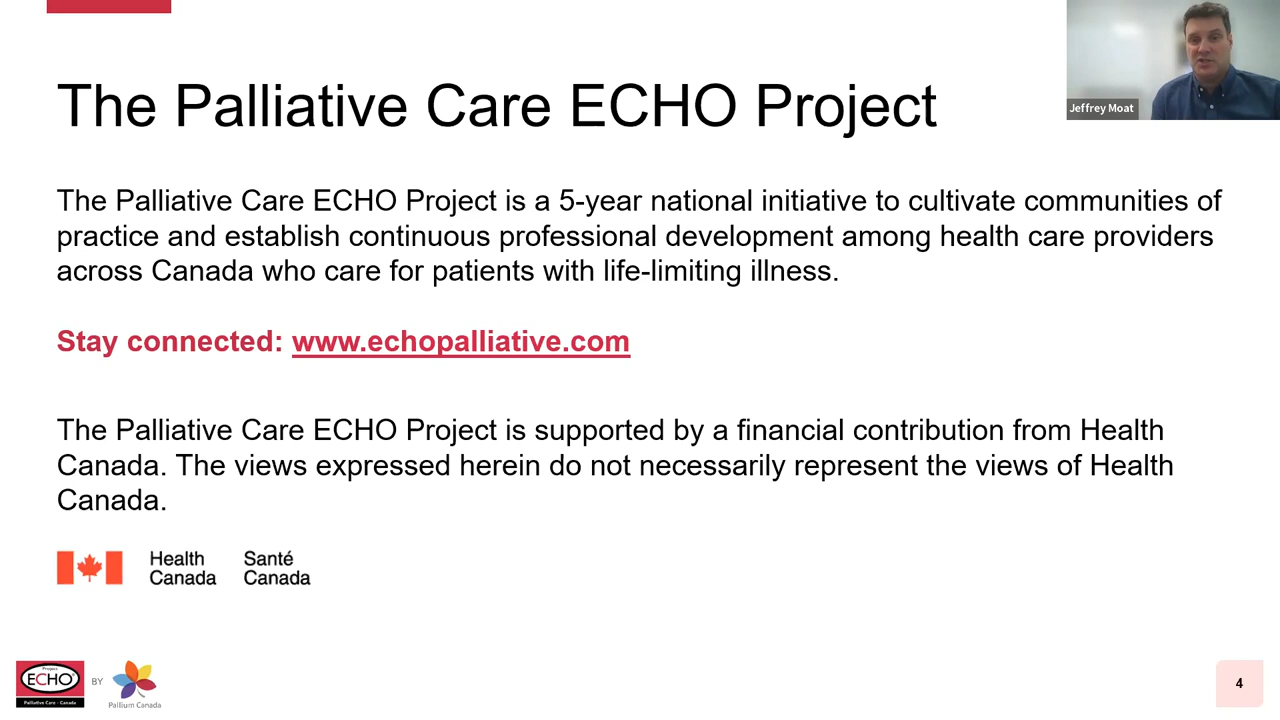 The Palliative Care ECHO Project
Jeffrey Moat
The Palliative Care ECHO Project is a 5-year national initiative to cultivate communities of
practice and establish continuous professional development among health care providers
across Canada who care for patients with life-limiting illness.
Stay connected: www.echopalliative.com
The Palliative Care ECHO Project is supported by a financial contribution from Health
Canada. The views expressed herein do not necessarily represent the views of Health
Canada.
Health Santé
Canada Canada
Project
ECHO®
Palliative Care - Canada
BY
Pallium Canada
4